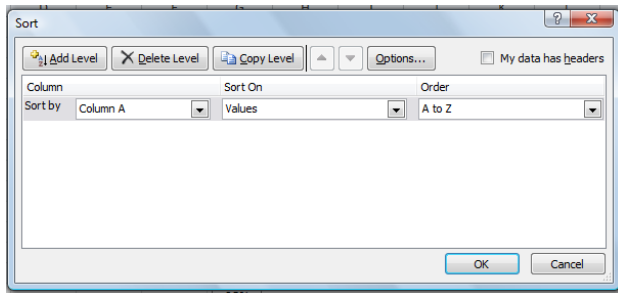 Sort
Add Level Delete Level Copy Level Options... My data has headers
Column Sort On Order
Sort by Column A Values A to Z
OK Cancel